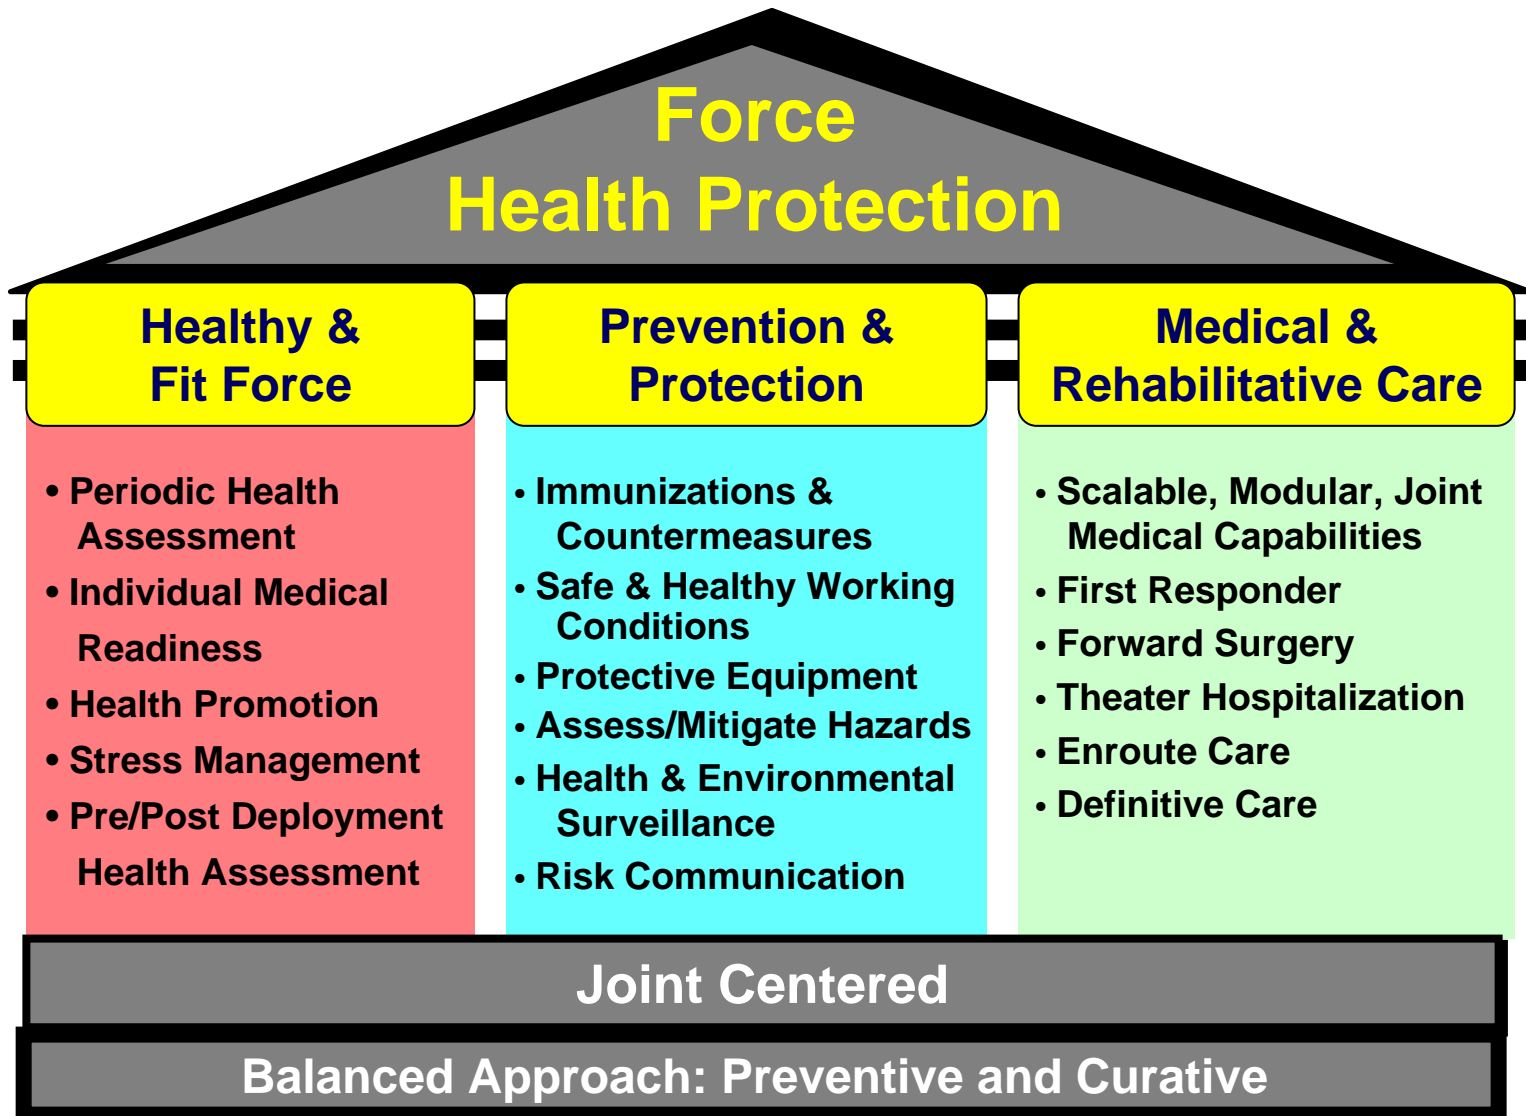 Force
Health Protection
Healthy &
Fit Force
• Periodic Health
Assessment
• Individual Medical
Readiness
• Health Promotion
• Stress Management
• Pre/Post Deployment
Health Assessment
Prevention &
Protection
• Immunizations &
Countermeasures
• Safe & Healthy Working
Conditions
• Protective Equipment
• Assess/Mitigate Hazards
• Health & Environmental
Surveillance
• Risk Communication
Medical &
Rehabilitative Care
• Scalable, Modular, Joint
Medical Capabilities
• First Responder
• Forward Surgery
• Theater Hospitalization
• Enroute Care
• Definitive Care
Joint Centered
Balanced Approach: Preventive and Curative